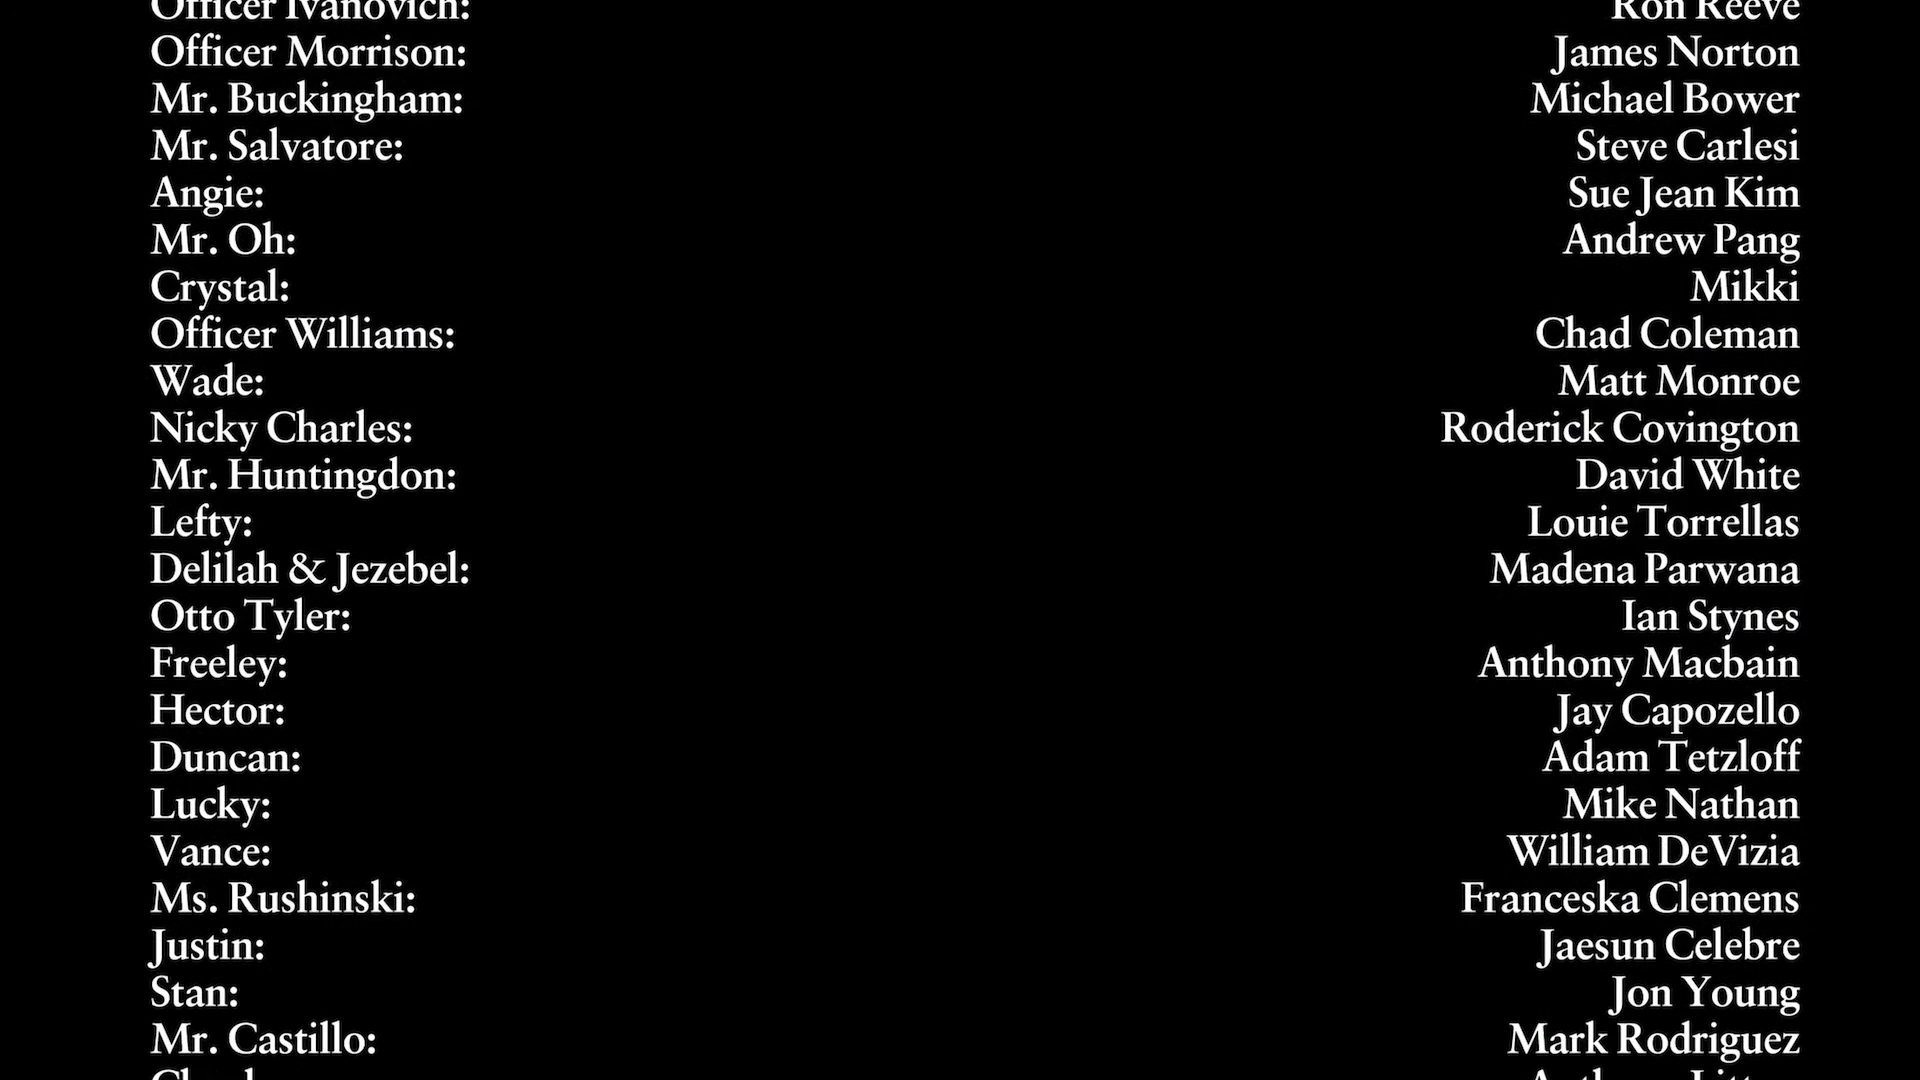 Officer Ivanovich: Ron Reeve
Officer Morrison: James Norton
Mr. Buckingham: Michael Bower
Mr. Salvatore: Steve Carlesi
Angie: Sue Jean Kim
Mr. Oh: Andrew Pang
Crystal: Mikki
Officer Williams: Chad Coleman
Wade: Matt Monroe
Nicky Charles: Roderick Covington
Mr. Huntingdon: David White
Lefty: Louie Torrellas
Delilah & Jezebel: Madena Parwana
Otto Tyler: Ian Stynes
Freeley: Anthony Macbain
Hector: Jay Capozello
Duncan: Adam Tetzloff
Lucky: Mike Nathan
Vance: William DeVizia
Ms. Rushinski: Franceska Clemens
Justin: Jaesun Celebre
Stan: Jon Young
Mr. Castillo: Mark Rodriguez